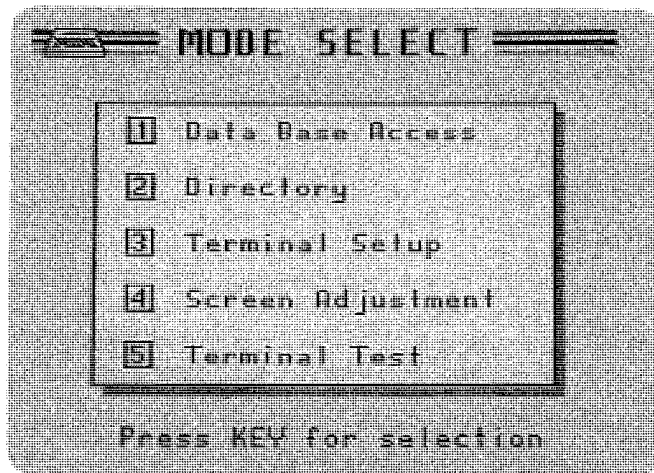 MODE SELECT
1 Data Base Access
2 Directory
3 Terminal Setup
4 Screen Adjustment
5 Terminal Test
Press KEY for selection